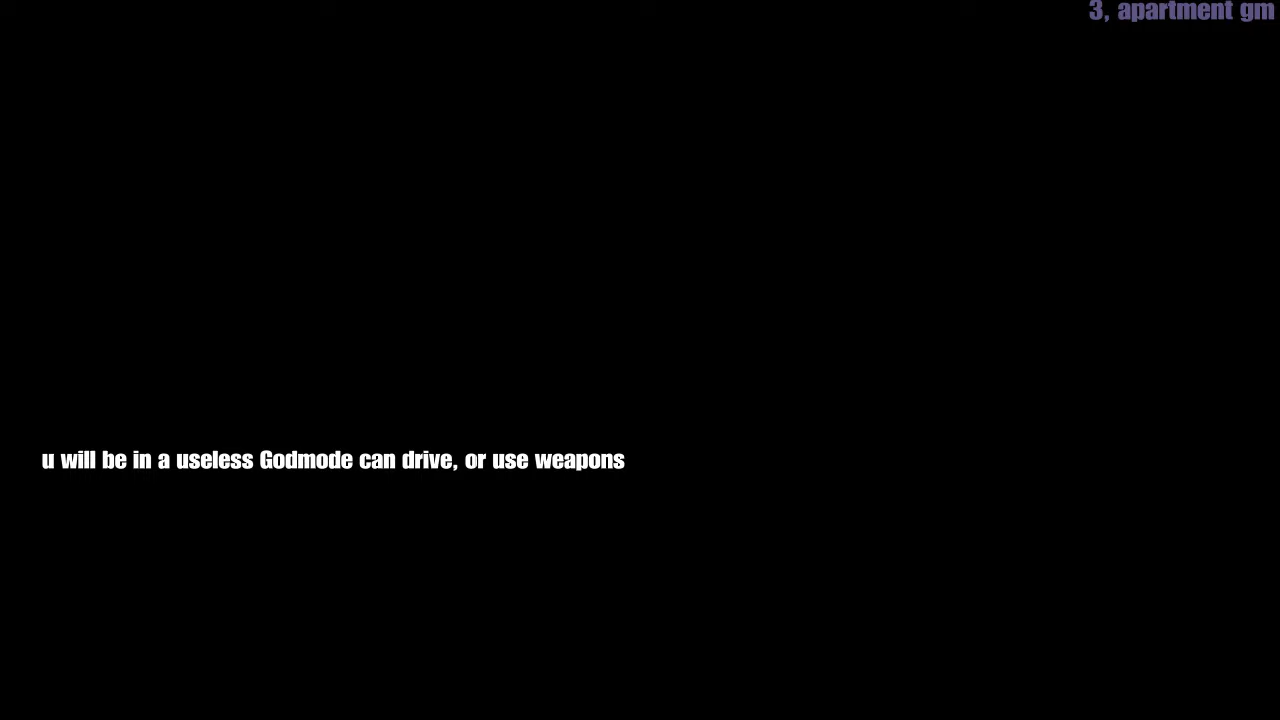 3, apartment gm
u will be in a useless Godmode can drive, or use weapons